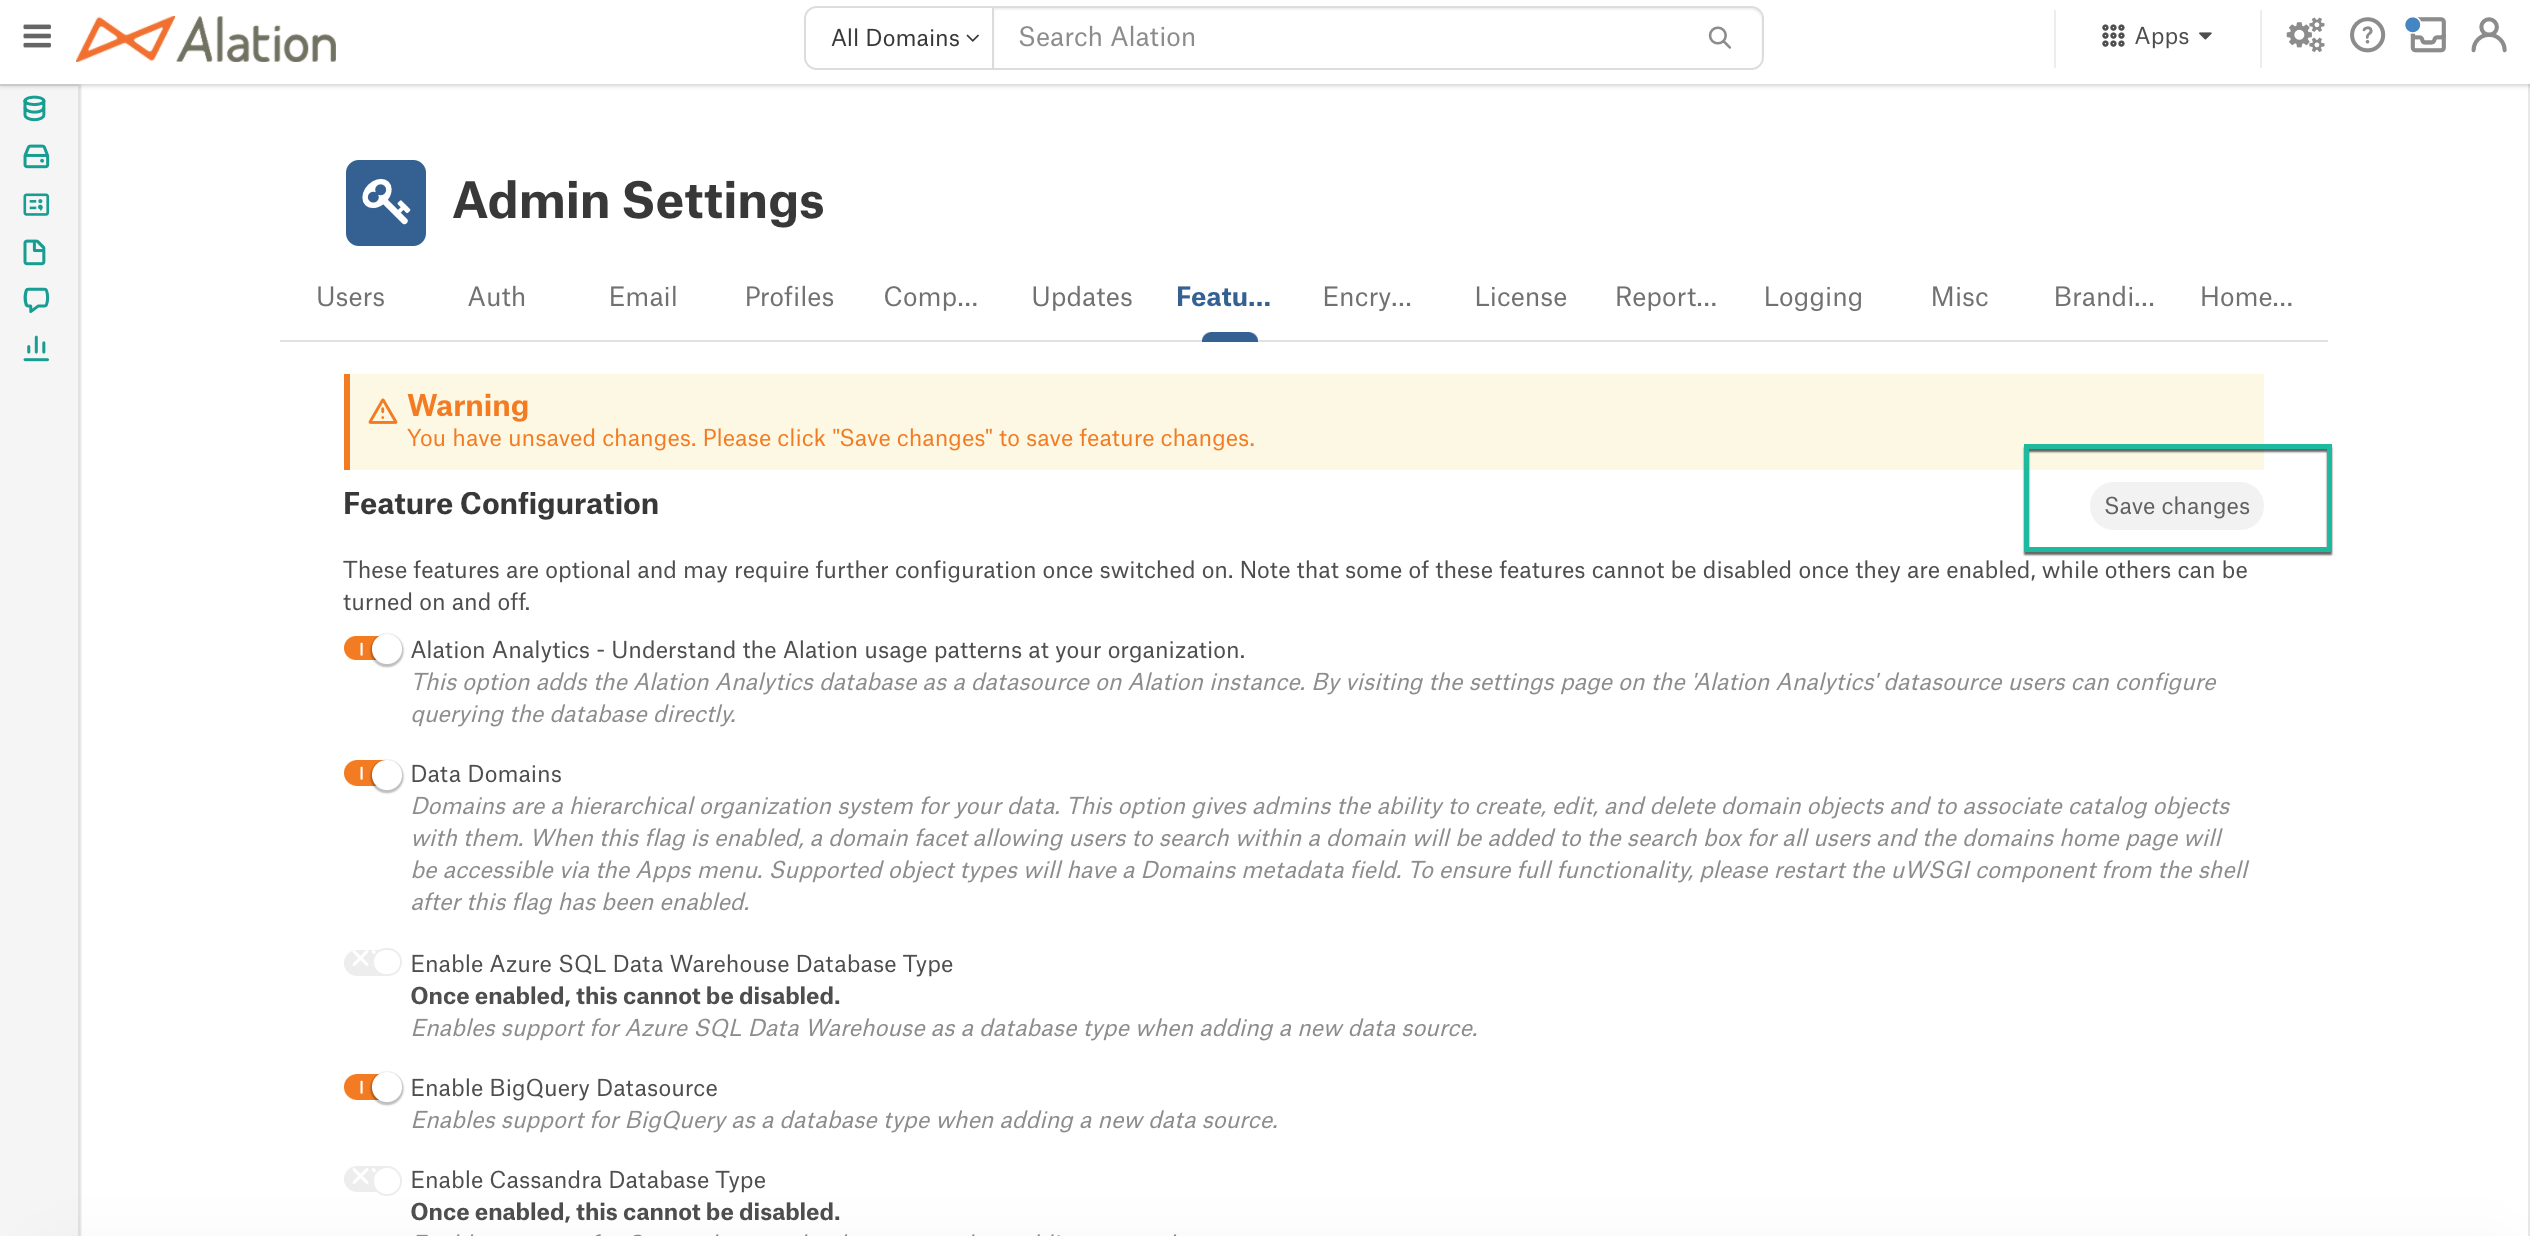 Alation
All Domains
Search Alation
Apps
Admin Settings
Users
Auth
Email
Profiles
Comp...
Updates
Featu...
Encry...
License
Report...
Logging
Misc
Brandi...
Home...
Warning
You have unsaved changes. Please click "Save changes" to save feature changes.
Feature Configuration
Save changes
These features are optional and may require further configuration once switched on. Note that some of these features cannot be disabled once they are enabled, while others can be
turned on and off.
Alation Analytics - Understand the Alation usage patterns at your organization.
This option adds the Alation Analytics database as a datasource on Alation instance. By visiting the settings page on the 'Alation Analytics' datasource users can configure
querying the database directly.
Data Domains
Domains are a hierarchical organization system for your data. This option gives admins the ability to create, edit, and delete domain objects and to associate catalog objects
with them. When this flag is enabled, a domain facet allowing users to search within a domain will be added to the search box for all users and the domains home page will
be accessible via the Apps menu. Supported object types will have a Domains metadata field. To ensure full functionality, please restart the uWSGI component from the shell
after this flag has been enabled.
Enable Azure SQL Data Warehouse Database Type
Once enabled, this cannot be disabled.
Enables support for Azure SQL Data Warehouse as a database type when adding a new data source.
Enable BigQuery Datasource
Enables support for BigQuery as a database type when adding a new data source.
Enable Cassandra Database Type
Once enabled, this cannot be disabled.